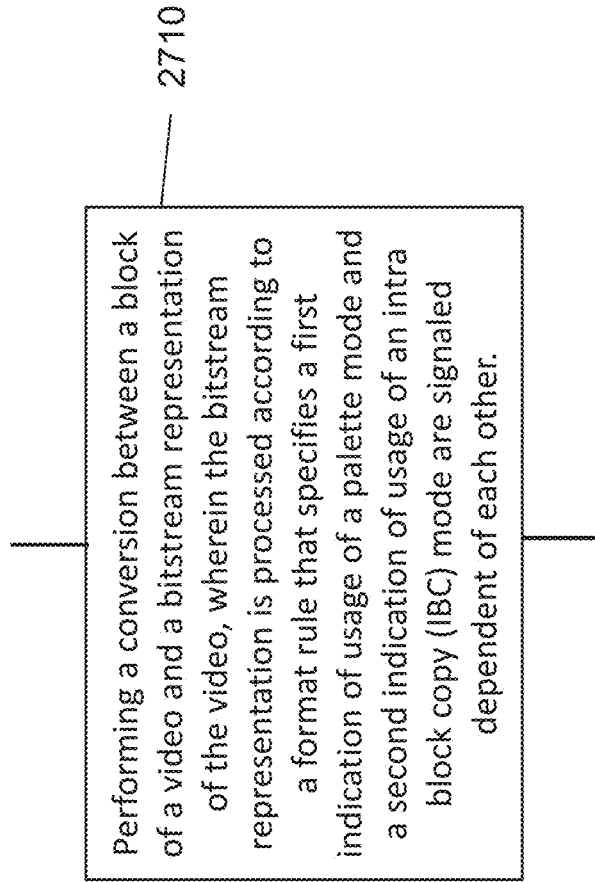 Performing a conversion between a block
of a video and a bitstream representation
of the video, wherein the bitstream
representation is processed according to
a format rule that specifies a first
indication of usage of a palette mode and
a second indication of usage of an intra
block copy (IBC) mode are signaled
dependent of each other.
2710